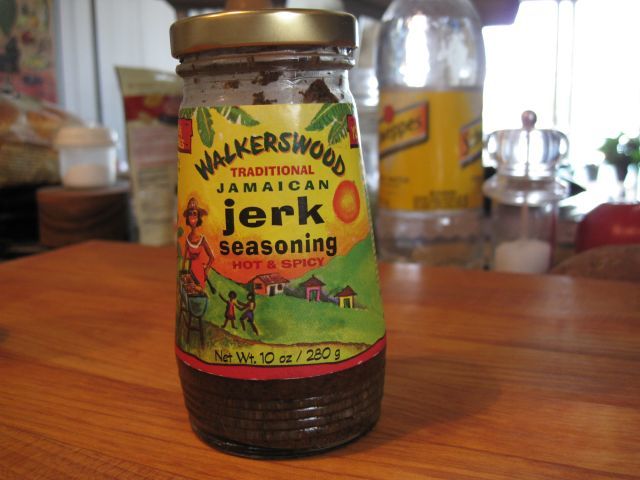 WALKERSWOOD
TRADITIONAL
JAMAICAN
jerk
seasoning
HOT & SPICY
Net Wt. 10 oz / 280 g